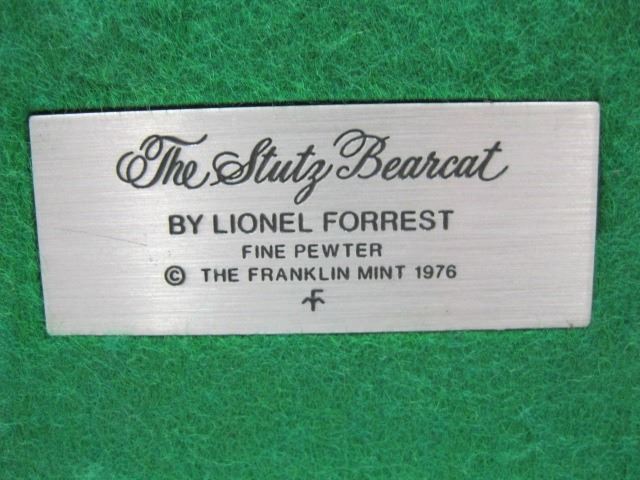 The Stutz Bearcat
BY LIONEL FORREST
FINE PEWTER
© THE FRANKLIN MINT 1976
F